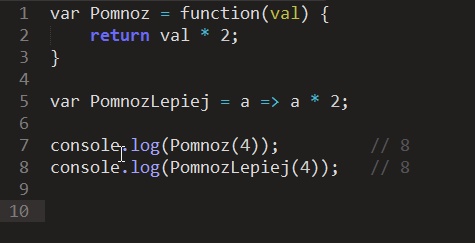 1 var Pomnoz = function(val) {
2     return val * 2;
3 }
4
5 var PomnozLepiej = a => a * 2;
6
7 console.log(Pomnoz(4));          // 8
8 console.log(PomnozLepiej(4));    // 8
9
10